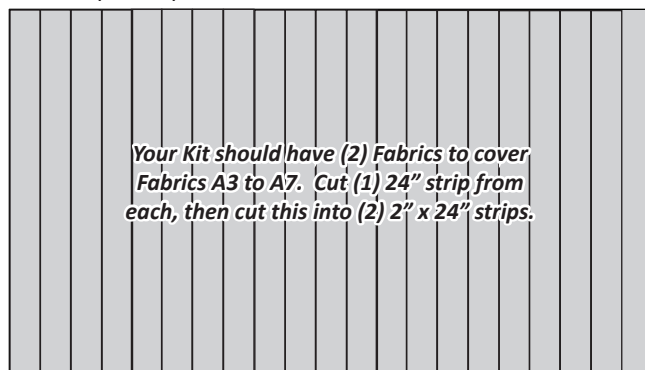 Your Kit should have (2) Fabrics to cover
Fabrics A3 to A7.  Cut (1) 24” strip from
each, then cut this into (2) 2” x 24” strips.